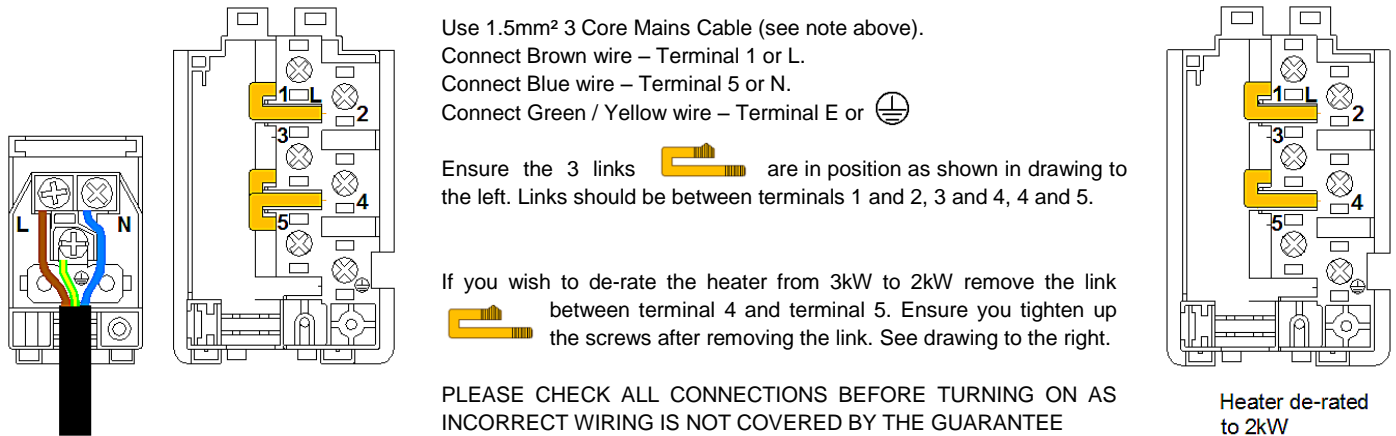 L
N
1
L
2
3
4
5
Use 1.5mm² 3 Core Mains Cable (see note above).
Connect Brown wire – Terminal 1 or L.
Connect Blue wire – Terminal 5 or N.
Connect Green / Yellow wire – Terminal E or
Ensure the 3 links are in position as shown in drawing to
the left. Links should be between terminals 1 and 2, 3 and 4, 4 and 5.
If you wish to de-rate the heater from 3kW to 2kW remove the link
between terminal 4 and terminal 5. Ensure you tighten up
the screws after removing the link. See drawing to the right.
PLEASE CHECK ALL CONNECTIONS BEFORE TURNING ON AS
INCORRECT WIRING IS NOT COVERED BY THE GUARANTEE
1
L
2
3
4
5
Heater de-rated
to 2kW